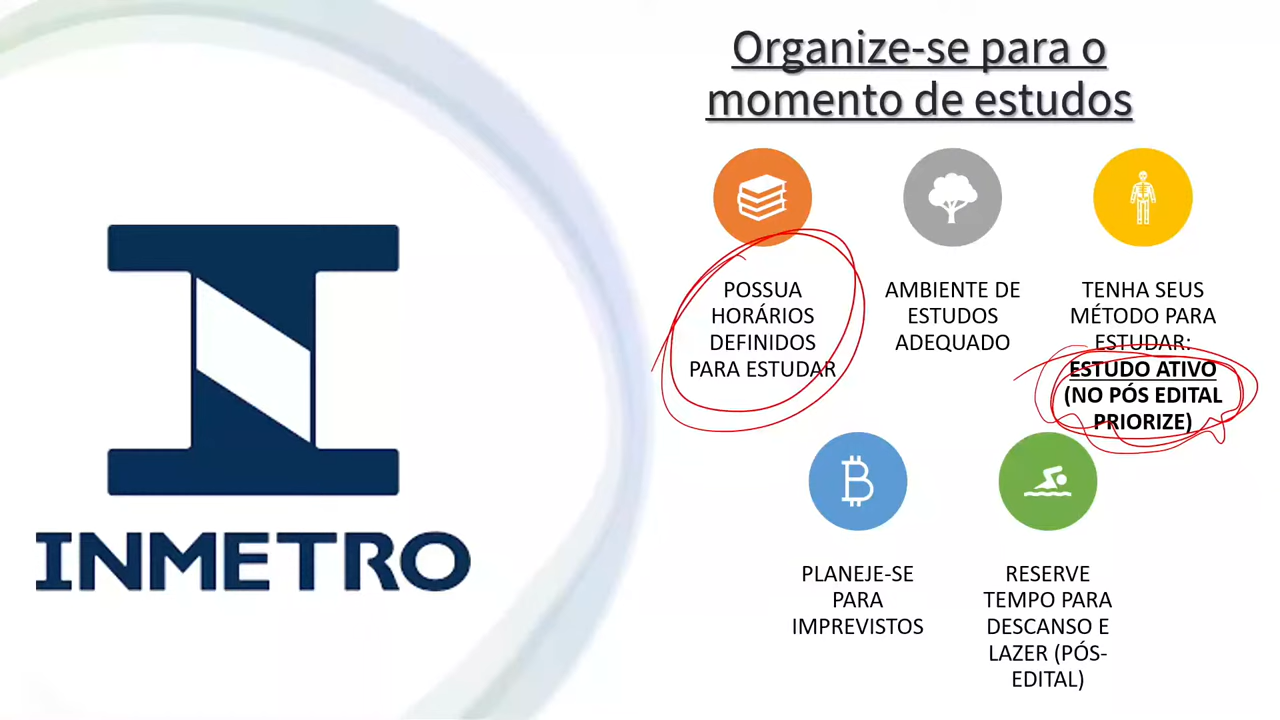 Organize-se para o
momento de estudos
POSSUA
HORÁRIOS
DEFINIDOS
PARA ESTUDAR
AMBIENTE DE
ESTUDOS
ADEQUADO
TENHA SEUS
MÉTODO PARA
ESTUDAR:
ESTUDO ATIVO
(NO PÓS EDITAL
PRIORIZE)
PLANEJE-SE
PARA
IMPREVISTOS
RESERVE
TEMPO PARA
DESCANSO E
LAZER (PÓS-
EDITAL)
INMETRO